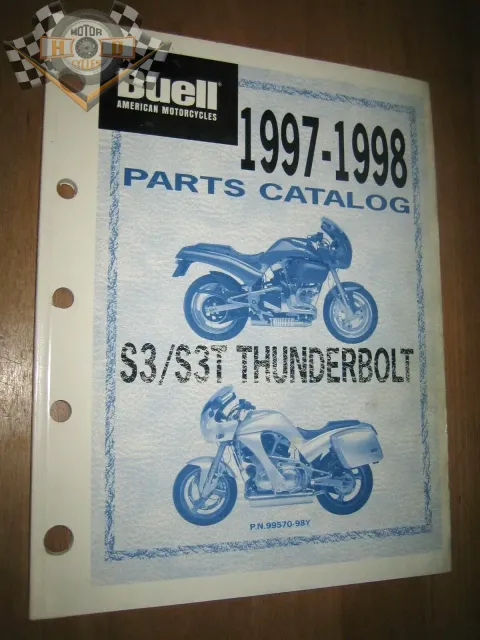 MOTOR
H D
CYCLES
Buell®
AMERICAN MOTORCYCLES
1997-1998
PARTS CATALOG
S3/S3T THUNDERBOLT
P.N.99570-98Y